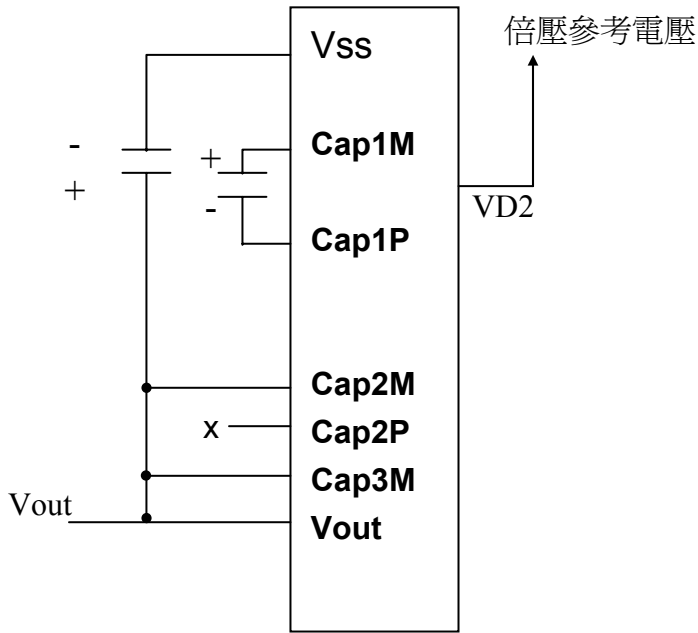 倍壓參考電壓
Vss
-
+
+
-
Cap1M
VD2
Cap1P
Cap2M
x
Cap2P
Cap3M
Vout
Vout